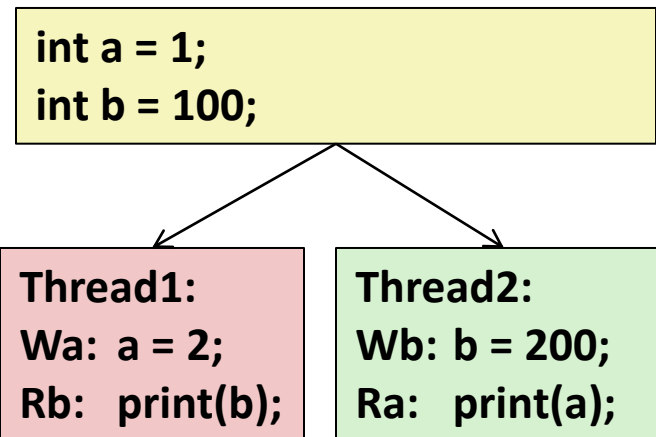 int a = 1;
int b = 100;
Thread1:
Wa: a = 2;
Rb: print(b);
Thread2:
Wb: b = 200;
Ra: print(a);